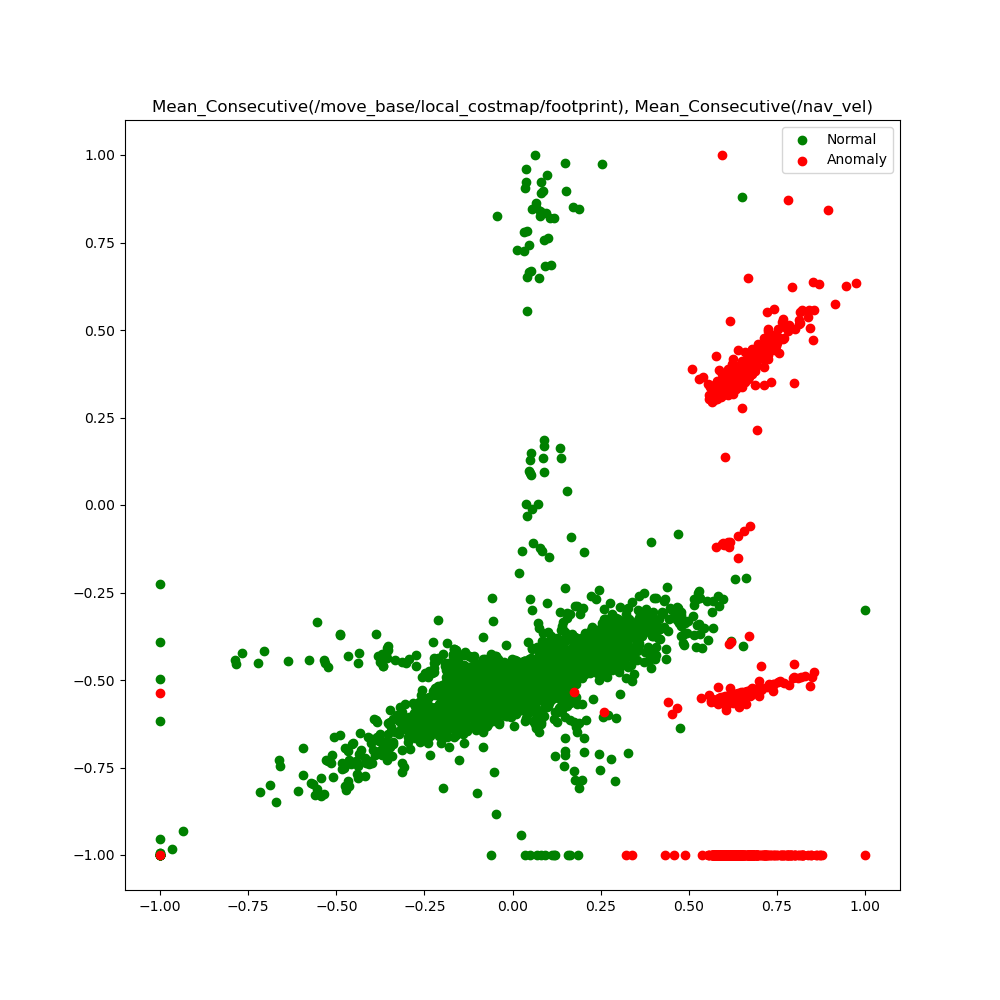 Mean_Consecutive(/move_base/local_costmap/footprint), Mean_Consecutive(/nav_vel)
Normal
Anomaly
1.00
0.75
0.50
0.25
0.00
−0.25
−0.50
−0.75
−1.00
−1.00 −0.75 −0.50 −0.25 0.00 0.25 0.50 0.75 1.00